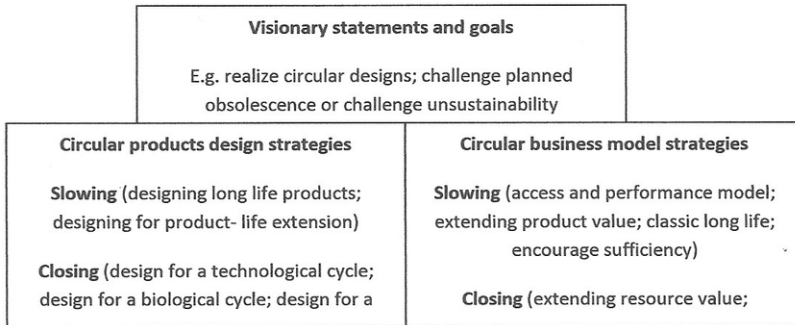 Visionary statements and goals
E.g. realize circular designs; challenge planned
obsolescence or challenge unsustainability
Circular products design strategies
Slowing (designing long life products;
designing for product- life extension)
Closing (design for a technological cycle;
design for a biological cycle; design for a
Circular business model strategies
Slowing (access and performance model;
extending product value; classic long life;
encourage sufficiency)
Closing (extending resource value;